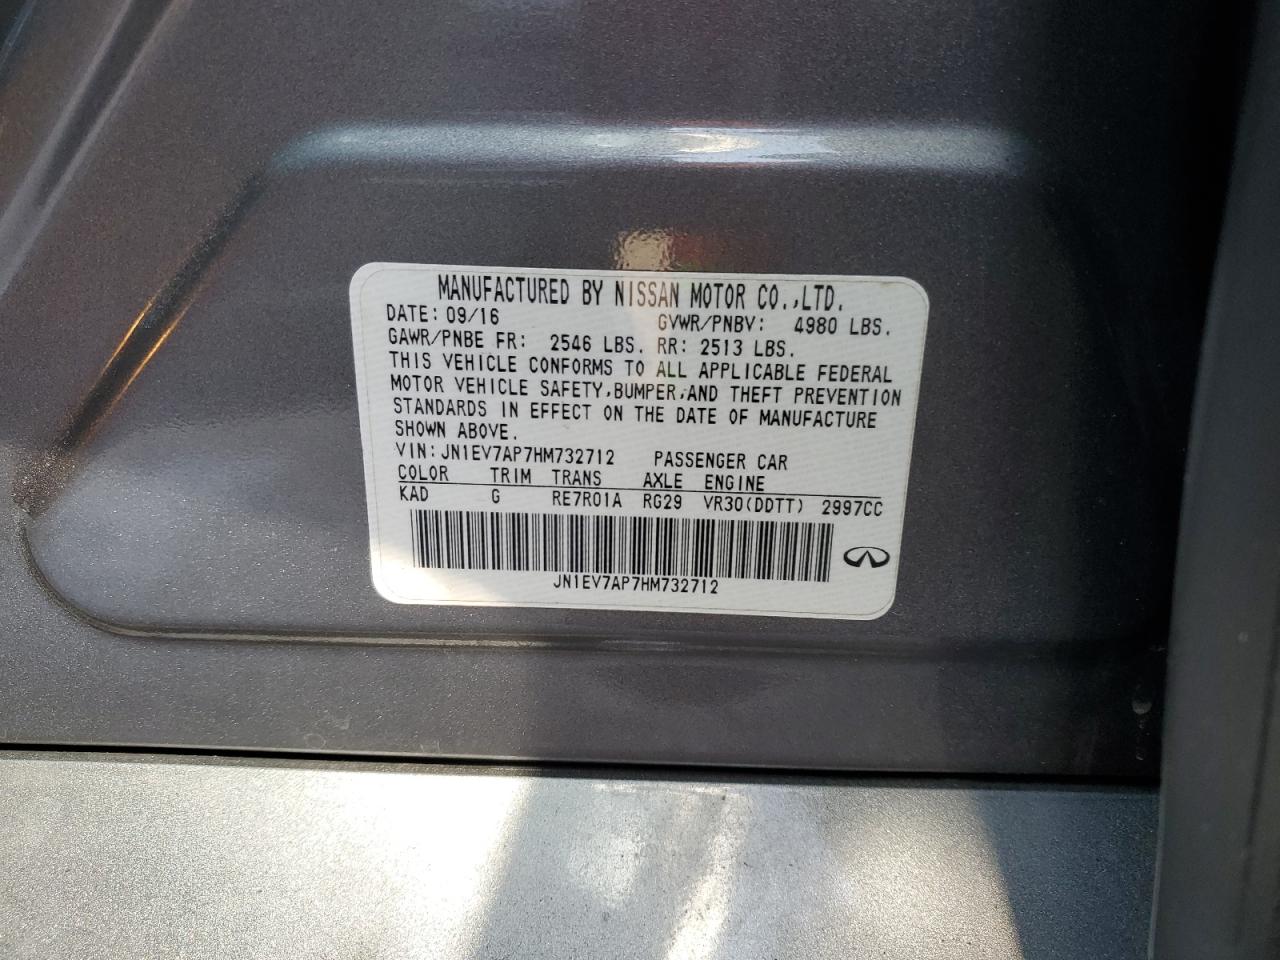 MANUFACTURED BY NISSAN MOTOR CO.,LTD.
DATE: 09/16 GVWR/PNBV: 4980 LBS.
GAWR/PNBE FR: 2546 LBS. RR: 2513 LBS.
THIS VEHICLE CONFORMS TO ALL APPLICABLE FEDERAL
MOTOR VEHICLE SAFETY,BUMPER,AND THEFT PREVENTION
STANDARDS IN EFFECT ON THE DATE OF MANUFACTURE
SHOWN ABOVE.
VIN: JN1EV7AP7HM732712 PASSENGER CAR
COLOR TRIM TRANS AXLE ENGINE
KAD G RE7R01A RG29 VR30(DDTT) 2997CC
JN1EV7AP7HM732712